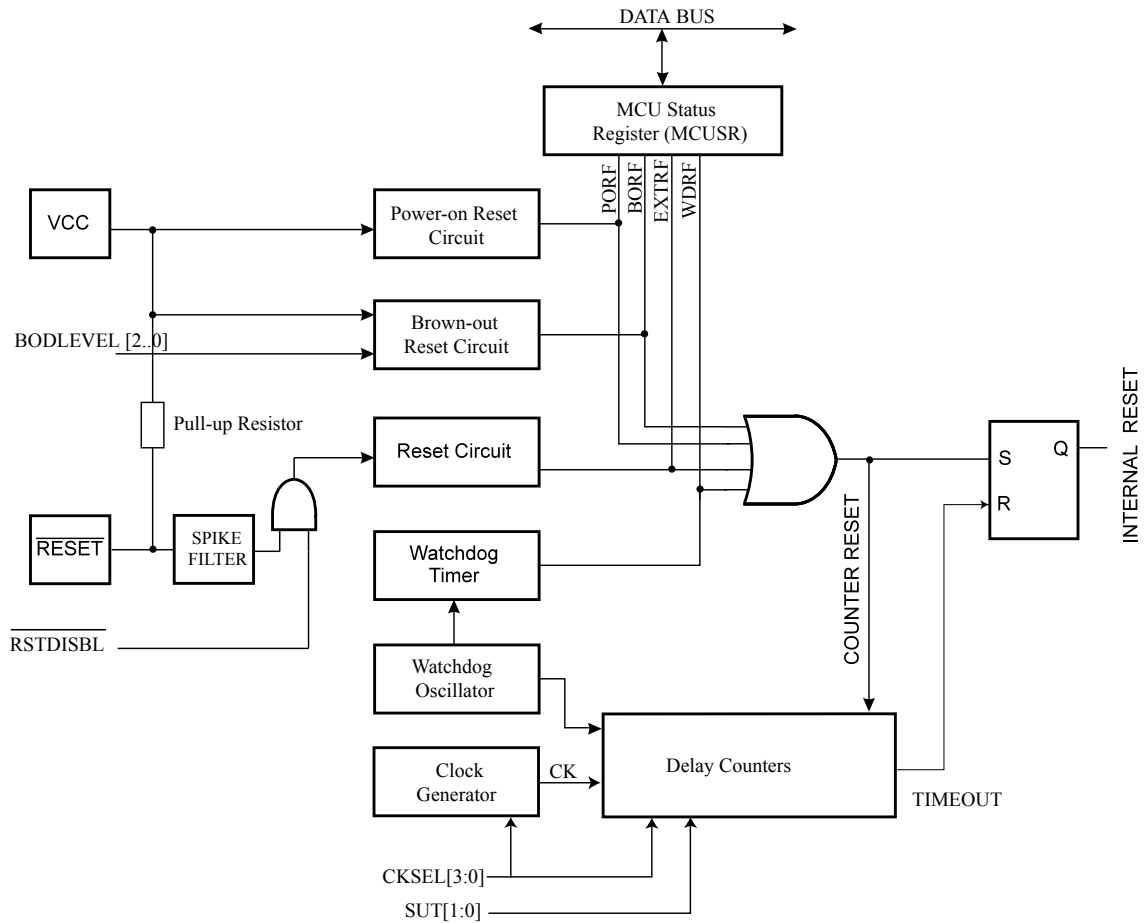 DATA BUS
MCU Status
Register (MCUSR)
PORF
BORF
EXTRF
WDRF
VCC
Power-on Reset
Circuit
BODLEVEL [2..0]
Brown-out
Reset Circuit
Pull-up Resistor
Reset Circuit
RESET
SPIKE
FILTER
Watchdog
Timer
RSTDISBL
Watchdog
Oscillator
COUNTER RESET
S
Q
R
INTERNAL RESET
Clock
Generator
CK
Delay Counters
TIMEOUT
CKSEL[3:0]
SUT[1:0]